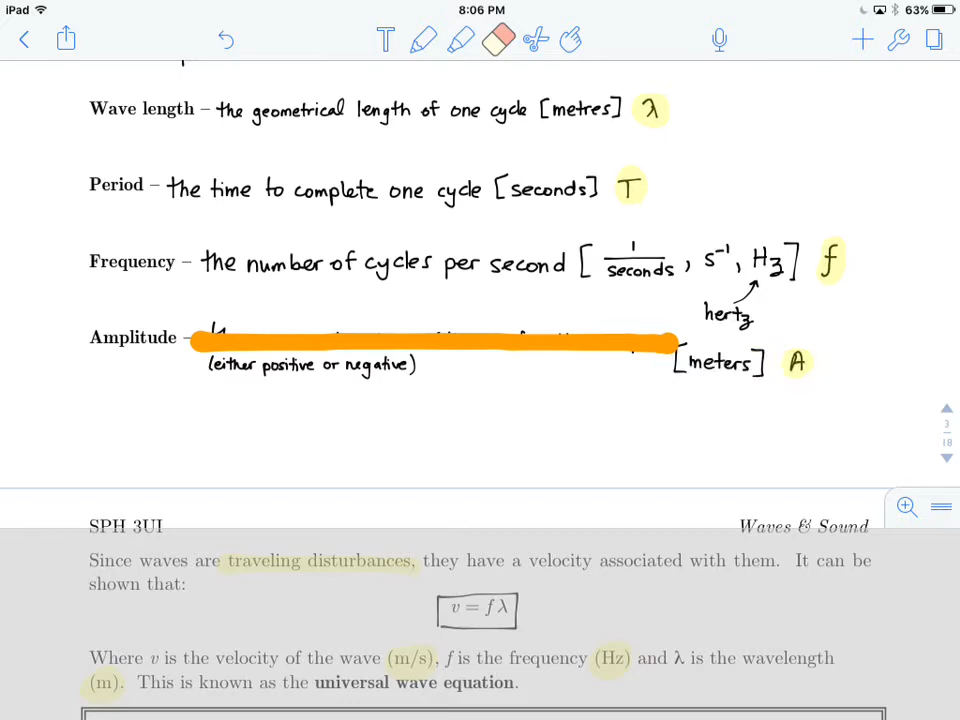 iPad 8:06 PM 63%
T
Wave length – the geometrical length of one cycle [metres] λ
Period – the time to complete one cycle [seconds] T
Frequency – the number of cycles per second [ 1/seconds , s⁻¹, Hz ] f
hertz
Amplitude –
(either positive or negative) [meters] A
3
18
SPH 3UI Waves & Sound
Since waves are traveling disturbances, they have a velocity associated with them. It can be
shown that:
v = f λ
Where v is the velocity of the wave (m/s), f is the frequency (Hz) and λ is the wavelength
(m). This is known as the universal wave equation.